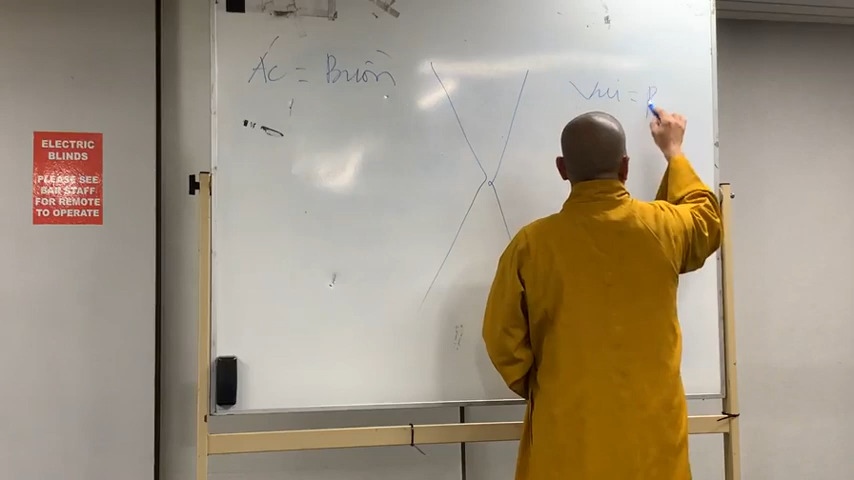 Ác = Buồn
Vui =
ELECTRIC
BLINDS
PLEASE SEE
BAR STAFF
FOR REMOTE
TO OPERATE